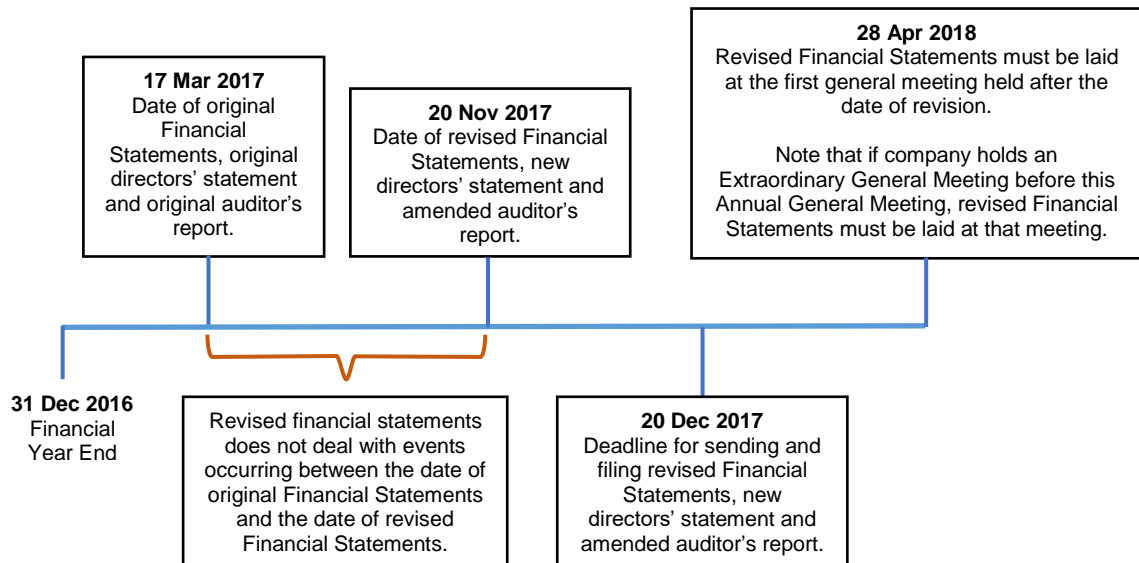 17 Mar 2017
Date of original
Financial
Statements, original
directors’ statement
and original auditor’s
report.
20 Nov 2017
Date of revised Financial
Statements, new
directors’ statement and
amended auditor’s
report.
28 Apr 2018
Revised Financial Statements must be laid
at the first general meeting held after the
date of revision.
Note that if company holds an
Extraordinary General Meeting before this
Annual General Meeting, revised Financial
Statements must be laid at that meeting.
31 Dec 2016
Financial
Year End
Revised financial statements
does not deal with events
occurring between the date of
original Financial Statements
and the date of revised
Financial Statements.
20 Dec 2017
Deadline for sending and
filing revised Financial
Statements, new
directors’ statement and
amended auditor’s report.